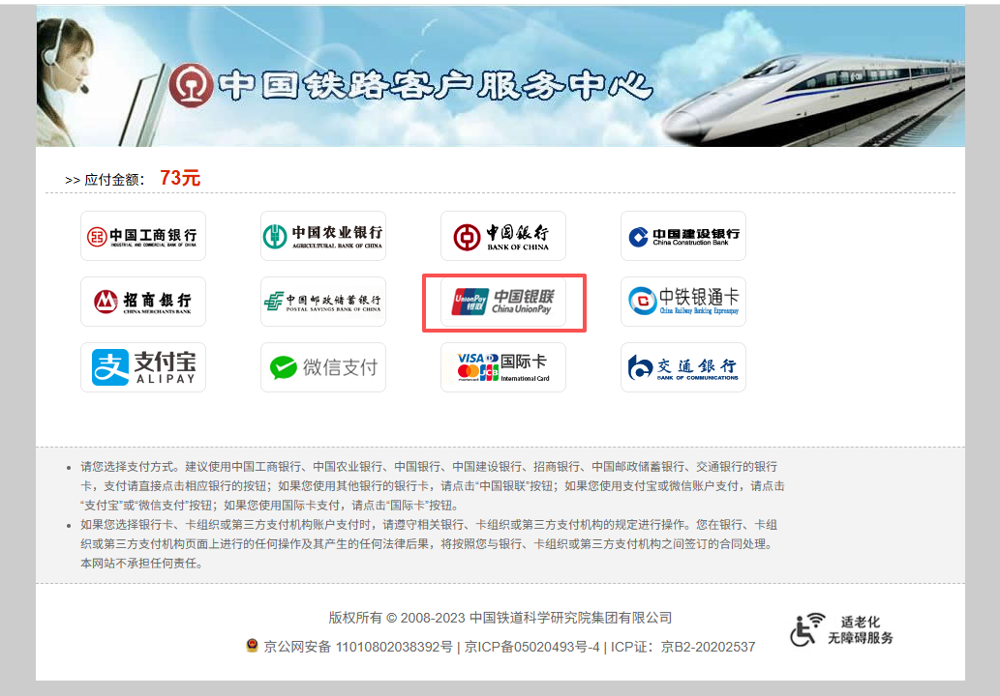 中国铁路客户服务中心
>> 应付金额： 73元
中国工商银行
INDUSTRIAL AND COMMERCIAL BANK OF CHINA
中国农业银行
AGRICULTURAL BANK OF CHINA
中国银行
BANK OF CHINA
中国建设银行
China Construction Bank
招商银行
CHINA MERCHANTS BANK
中国邮政储蓄银行
POSTAL SAVINGS BANK OF CHINA
UnionPay
银联
中国银联
China UnionPay
中铁银通卡
China Railway Banking Expresspay
支
支付宝
ALIPAY
微信支付
VISA
JCB
mastercard
国际卡
International Card
交通银行
BANK OF COMMUNICATIONS
请您选择支付方式。建议使用中国工商银行、中国农业银行、中国银行、中国建设银行、招商银行、中国邮政储蓄银行、交通银行的银行
卡，支付请直接点击相应银行的按钮；如果您使用其他银行的银行卡，请点击“中国银联”按钮；如果您使用支付宝或微信账户支付，请点击
“支付宝”或“微信支付”按钮；如果您使用国际卡支付，请点击“国际卡”按钮。
如果您选择银行卡、卡组织或第三方支付机构账户支付时，请遵守相关银行、卡组织或第三方支付机构的规定进行操作。您在银行、卡组
织或第三方支付机构页面上进行的任何操作及其产生的任何法律后果，将按照您与银行、卡组织或第三方支付机构之间签订的合同处理。
本网站不承担任何责任。
版权所有 © 2008-2023 中国铁道科学研究院集团有限公司
京公网安备 11010802038392号 | 京ICP备05020493号-4 | ICP证：京B2-20202537
适老化
无障碍服务